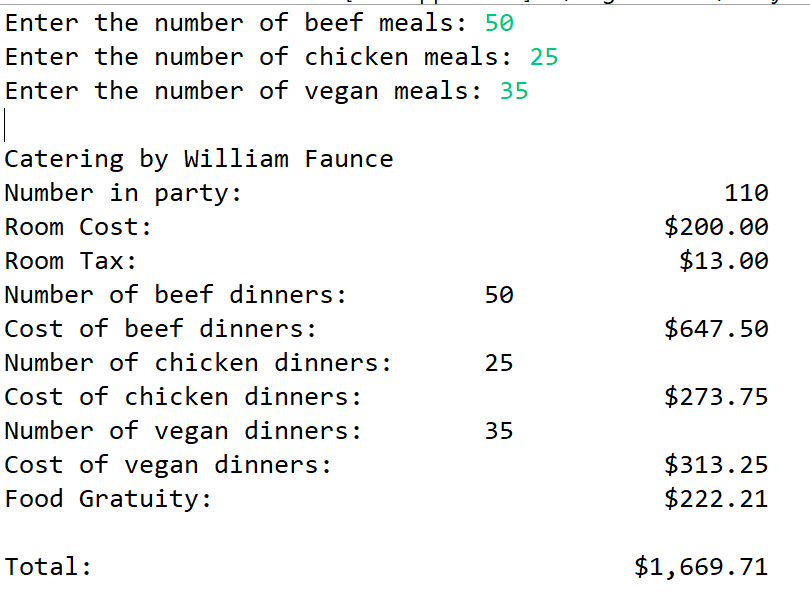 Enter the number of beef meals: 50
Enter the number of chicken meals: 25
Enter the number of vegan meals: 35
Catering by William Faunce
Number in party: 110
Room Cost: $200.00
Room Tax: $13.00
Number of beef dinners: 50
Cost of beef dinners: $647.50
Number of chicken dinners: 25
Cost of chicken dinners: $273.75
Number of vegan dinners: 35
Cost of vegan dinners: $313.25
Food Gratuity: $222.21
Total: $1,669.71